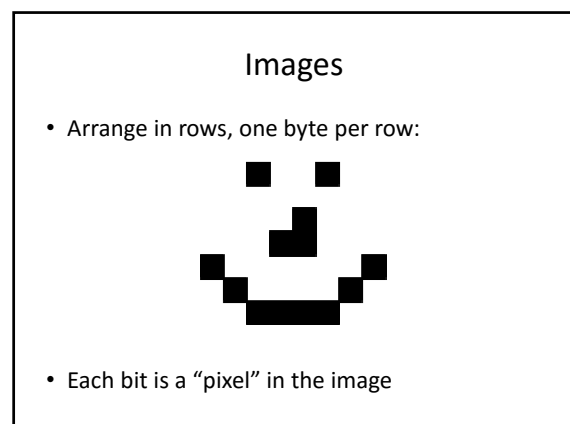 Images
• Arrange in rows, one byte per row:
• Each bit is a “pixel” in the image